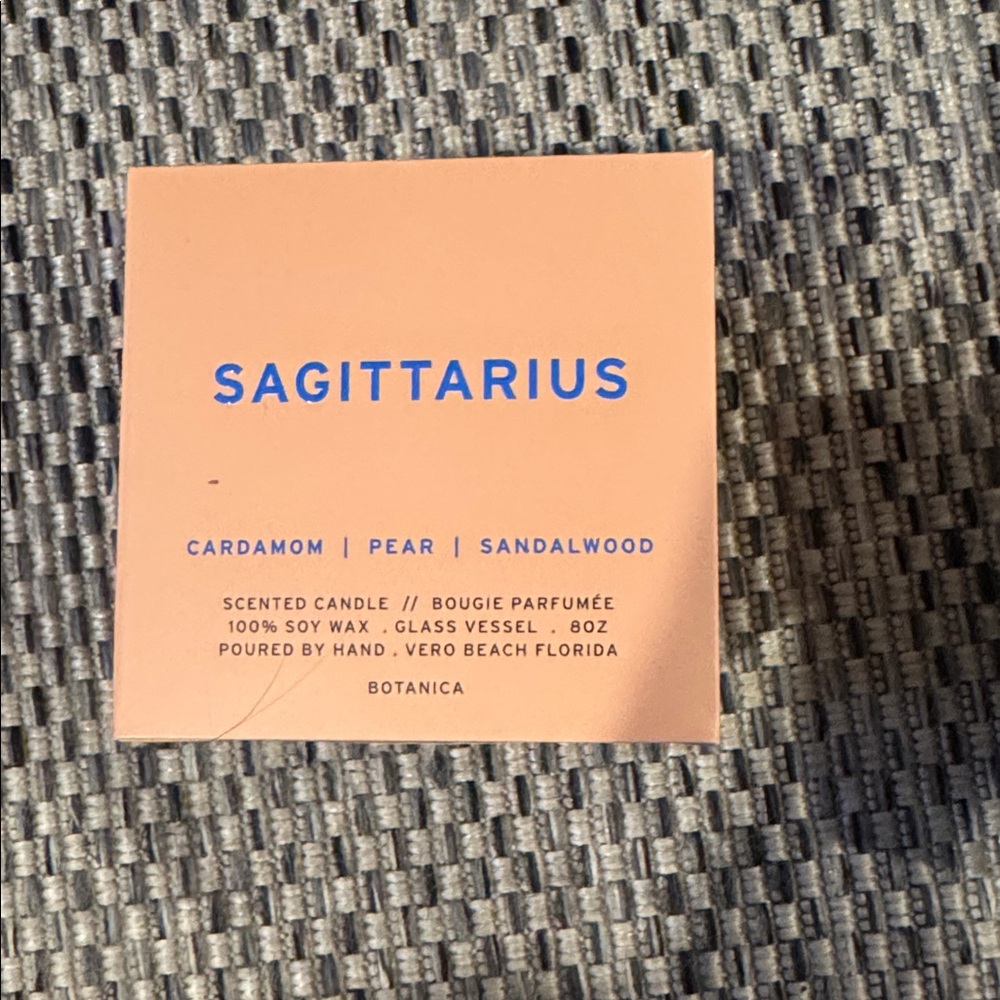 SAGITTARIUS
CARDAMOM | PEAR | SANDALWOOD
SCENTED CANDLE // BOUGIE PARFUMÉE
100% SOY WAX . GLASS VESSEL . 8OZ
POURED BY HAND . VERO BEACH FLORIDA
BOTANICA